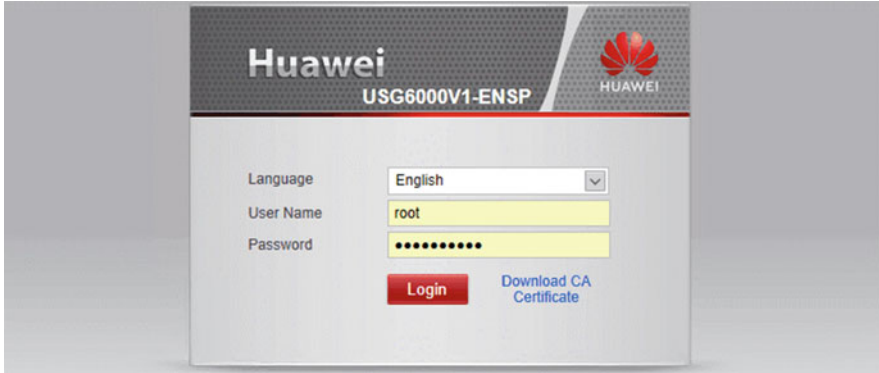 Huawei
USG6000V1-ENSP
HUAWEI
Language English
User Name root
Password ••••••••••
Login
Download CA
Certificate